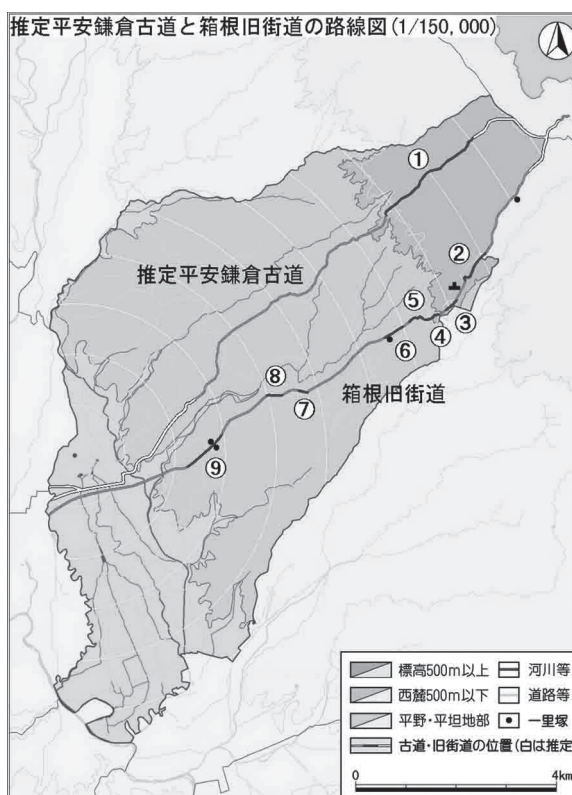 推定平安鎌倉古道と箱根旧街道の路線図(1/150,000)
①
②
推定平安鎌倉古道
⑤
③
④
⑥
⑧
箱根旧街道
⑦
⑨
標高500m以上
河川等
西麓500m以下
道路等
平野・平坦地部
一里塚
古道・旧街道の位置(白は推定
0
4km